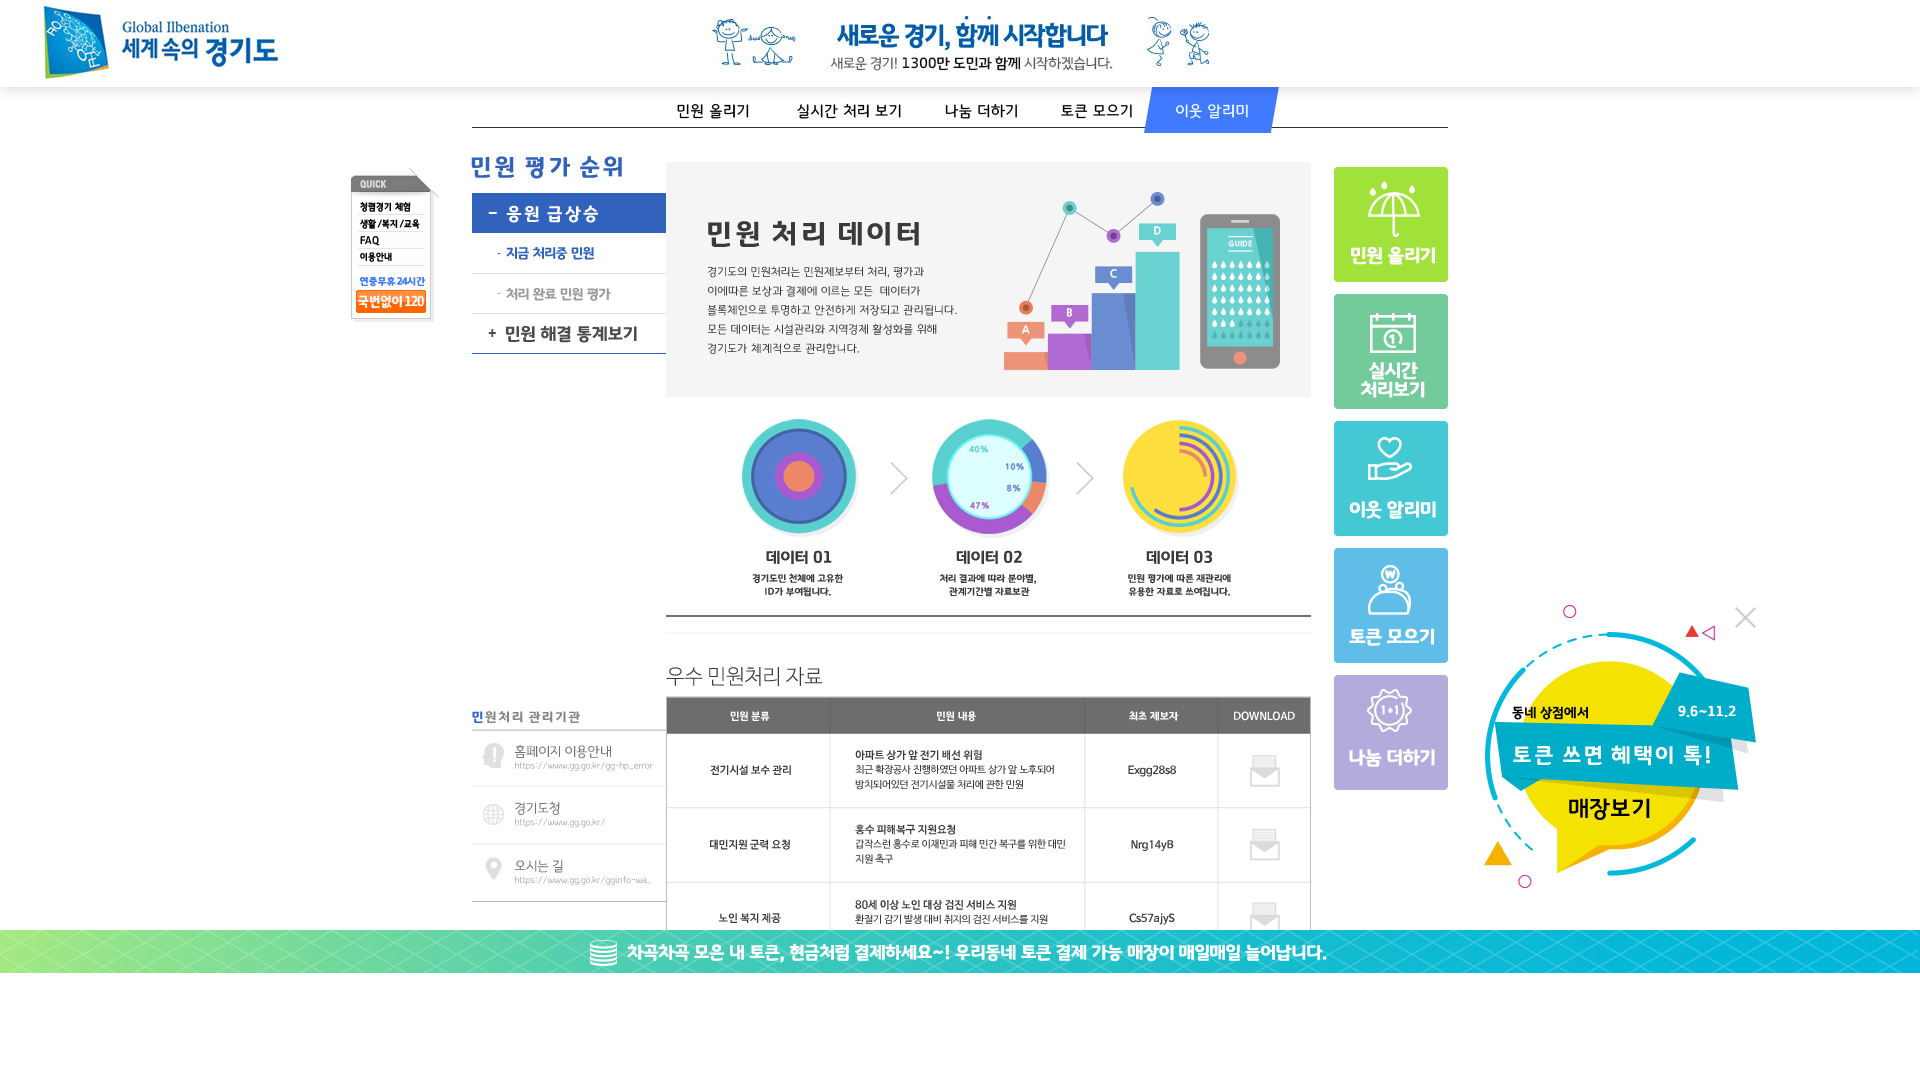 Global Ilbenation
세계 속의 경기도
새로운 경기, 함께 시작합니다
새로운 경기! 1300만 도민과 함께 시작하겠습니다.
민원 올리기
실시간 처리 보기
나눔 더하기
토큰 모으기
이웃 알리미
QUICK
청렴경기 체험
생활/복지/교육
FAQ
이용안내
연중무휴 24시간
국번없이 120
민원 평가 순위
- 응원 급상승
- 지금 처리중 민원
- 처리 완료 민원 평가
+ 민원 해결 통계보기
민원 처리 데이터
경기도의 민원처리는 민원제보부터 처리, 평가과
이에따른 보상과 결제에 이르는 모든 데이터가
블록체인으로 투명하고 안전하게 저장되고 관리됩니다.
모든 데이터는 시설관리와 지역경제 활성화를 위해
경기도가 체계적으로 관리합니다.
A
B
C
D
GUIDE
40%
10%
8%
47%
데이터 01
경기도민 전체에 고유한
ID가 부여됩니다.
데이터 02
처리 결과에 따라 분야별,
관계기간별 자료보관
데이터 03
민원 평가에 따른 재관리에
유용한 자료로 쓰여집니다.
우수 민원처리 자료
민원 분류
민원 내용
최초 제보자
DOWNLOAD
전기시설 보수 관리
아파트 상가 앞 전기 배선 위험
최근 확장공사 진행하였던 아파트 상가 앞 노후되어
방치되어있던 전기시설물 처리에 관한 민원
Exgg28s8
대민지원 군력 요청
홍수 피해복구 지원요청
갑작스런 홍수로 이재민과 피해 민간 복구를 위한 대민
지원 촉구
Nrg14yB
노인 복지 제공
80세 이상 노인 대상 검진 서비스 지원
환절기 감기 발생 대비 취지의 검진 서비스를 지원
Cs57ajyS
민원처리 관리기관
홈페이지 이용안내
https://www.gg.go.kr/gg-hp_error
경기도청
https://www.gg.go.kr/
오시는 길
https://www.gg.go.kr/gginfo-wa..
민원 올리기
실시간
처리보기
이웃 알리미
₩
토큰 모으기
1+1
나눔 더하기
동네 상점에서
9.6~11.2
토큰 쓰면 혜택이 톡!
매장보기
차곡차곡 모은 내 토큰, 현금처럼 결제하세요~! 우리동네 토큰 결제 가능 매장이 매일매일 늘어납니다.